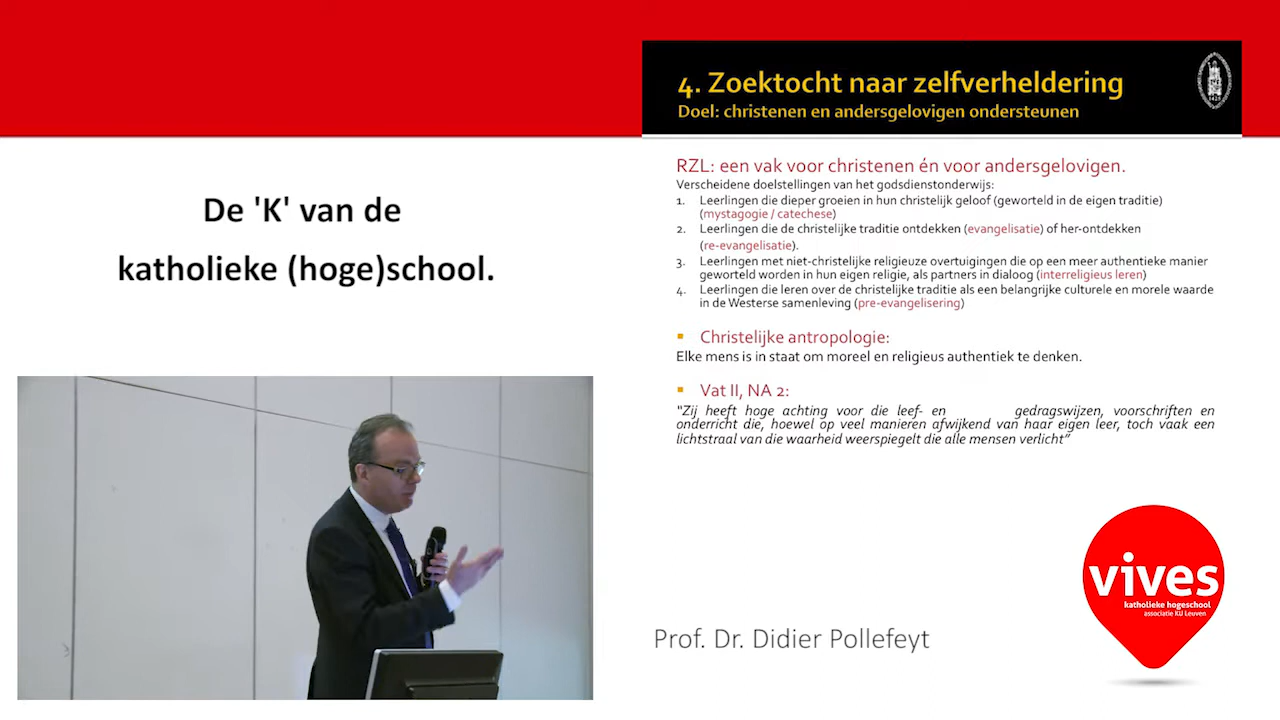 De 'K' van de
katholieke (hoge)school.
4. Zoektocht naar zelfverheldering
Doel: christenen en andersgelovigen ondersteunen
1425
RZL: een vak voor christenen én voor andersgelovigen.
Verscheidene doelstellingen van het godsdienstonderwijs:
1. Leerlingen die dieper groeien in hun christelijk geloof (geworteld in de eigen traditie)
(mystagogie / catechese)
2. Leerlingen die de christelijke traditie ontdekken (evangelisatie) of her-ontdekken
(re-evangelisatie).
3. Leerlingen met niet-christelijke religieuze overtuigingen die op een meer authentieke manier
geworteld worden in hun eigen religie, als partners in dialoog (interreligieus leren)
4. Leerlingen die leren over de christelijke traditie als een belangrijke culturele en morele waarde
in de Westerse samenleving (pre-evangelisering)
▪ Christelijke antropologie:
Elke mens is in staat om moreel en religieus authentiek te denken.
▪ Vat II, NA 2:
"Zij heeft hoge achting voor die leef- en gedragswijzen, voorschriften en
onderricht die, hoewel op veel manieren afwijkend van haar eigen leer, toch vaak een
lichtstraal van die waarheid weerspiegelt die alle mensen verlicht"
vives
katholieke hogeschool
associatie KU Leuven
Prof. Dr. Didier Pollefeyt